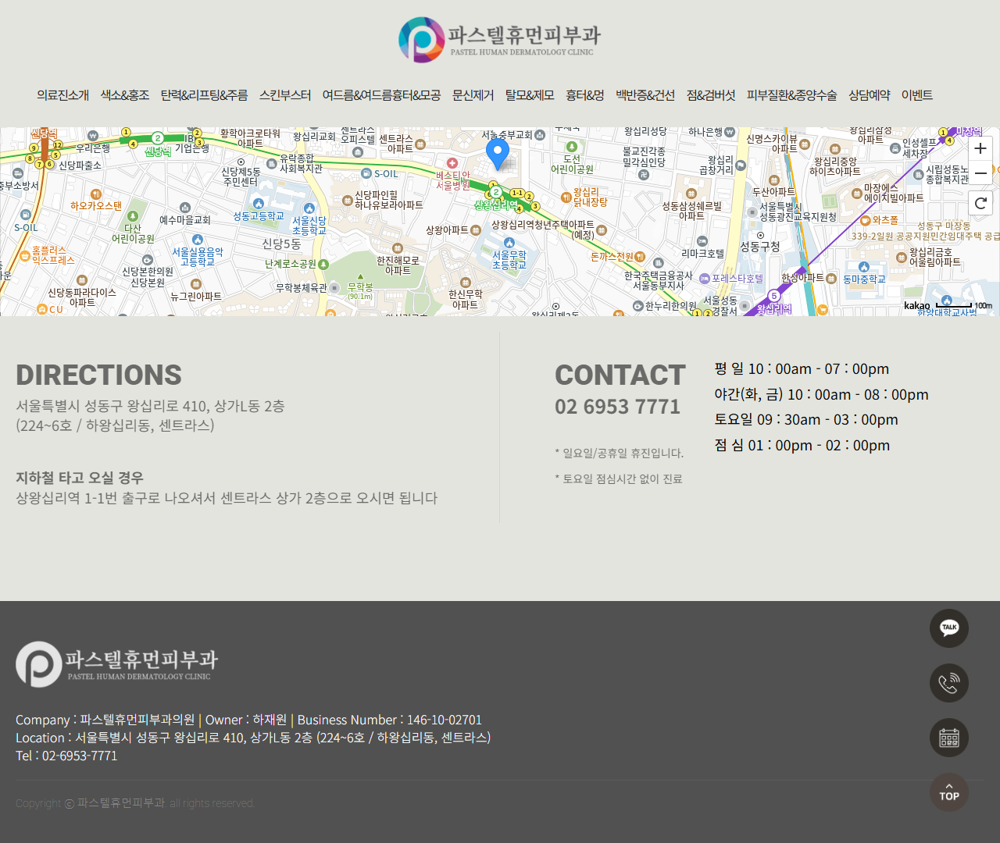 파스텔휴먼피부과
PASTEL HUMAN DERMATOLOGY CLINIC
의료진소개 색소&홍조 탄력&리프팅&주름 스킨부스터 여드름&여드름흉터&모공 문신제거 탈모&제모 흉터&멍 백반증&건선 점&검버섯 피부질환&종양수술 상담예약 이벤트
신당역
우리은행
신당파출소
중부소방서
신당역
기업은행
황학아크로타워
아파트
왕십리교회
센트라스
오피스텔
센트라스
아파트
서울중부교회
왕십리성당
하나은행
신명스카이뷰
아파트
왕십리삼성
아파트
마장역
인성셀프
세차장
신당제5동
주민센터
유락종합
사회복지관
S-OIL
베스티안
서울병원
도선
어린이공원
불교진각종
밀각심인당
왕십리
곱창거리
왕십리중앙
하이츠아파트
시립성동노
종합복지관
하오카오스탠
성동고등학교
신당파인힐
하나유보라아파트
상왕십리역
왕십리
닭내장탕
두산아파트
마장에스
에이치빌아파트
S-OIL
예수마을교회
다산
어린이공원
서울신당
초등학교
상왕아파트
상왕십리역청년주택아파트
(예정)
성동삼성쉐르빌
아파트
서울특별시
성동광진교육지원청
와츠폴
성동구 마장동
339-2일원 공공지원민간임대주택 공급
홈플러스
익스프레스
서울실용음악
고등학교
신당5동
난계로소공원
한진해모로
아파트
서울무학
초등학교
돈까스전원
리마크호텔
성동구청
왕십리금호
어울림아파트
신당본한의원
신당본원
무학봉체육관
무학봉
(90.1m)
한국주택금융공사
서울동부지사
포레스타호텔
한성아파트
동마중학교
신당동파라다이스
아파트
뉴그린아파트
한신무학
아파트
한누리한의원
서울성동
경찰서
왕십리역
CU
kakao 100m
한양대학교사범
DIRECTIONS
서울특별시 성동구 왕십리로 410, 상가L동 2층
(224~6호 / 하왕십리동, 센트라스)
지하철 타고 오실 경우
상왕십리역 1-1번 출구로 나오셔서 센트라스 상가 2층으로 오시면 됩니다
CONTACT
02 6953 7771
* 일요일/공휴일 휴진입니다.
* 토요일 점심시간 없이 진료
평 일 10 : 00am - 07 : 00pm
야간(화, 금) 10 : 00am - 08 : 00pm
토요일 09 : 30am - 03 : 00pm
점 심 01 : 00pm - 02 : 00pm
파스텔휴먼피부과
PASTEL HUMAN DERMATOLOGY CLINIC
Company : 파스텔휴먼피부과의원 | Owner : 하재원 | Business Number : 146-10-02701
Location : 서울특별시 성동구 왕십리로 410, 상가L동 2층 (224~6호 / 하왕십리동, 센트라스)
Tel : 02-6953-7771
Copyright ⓒ 파스텔휴먼피부과. all rights reserved.
TALK
TOP